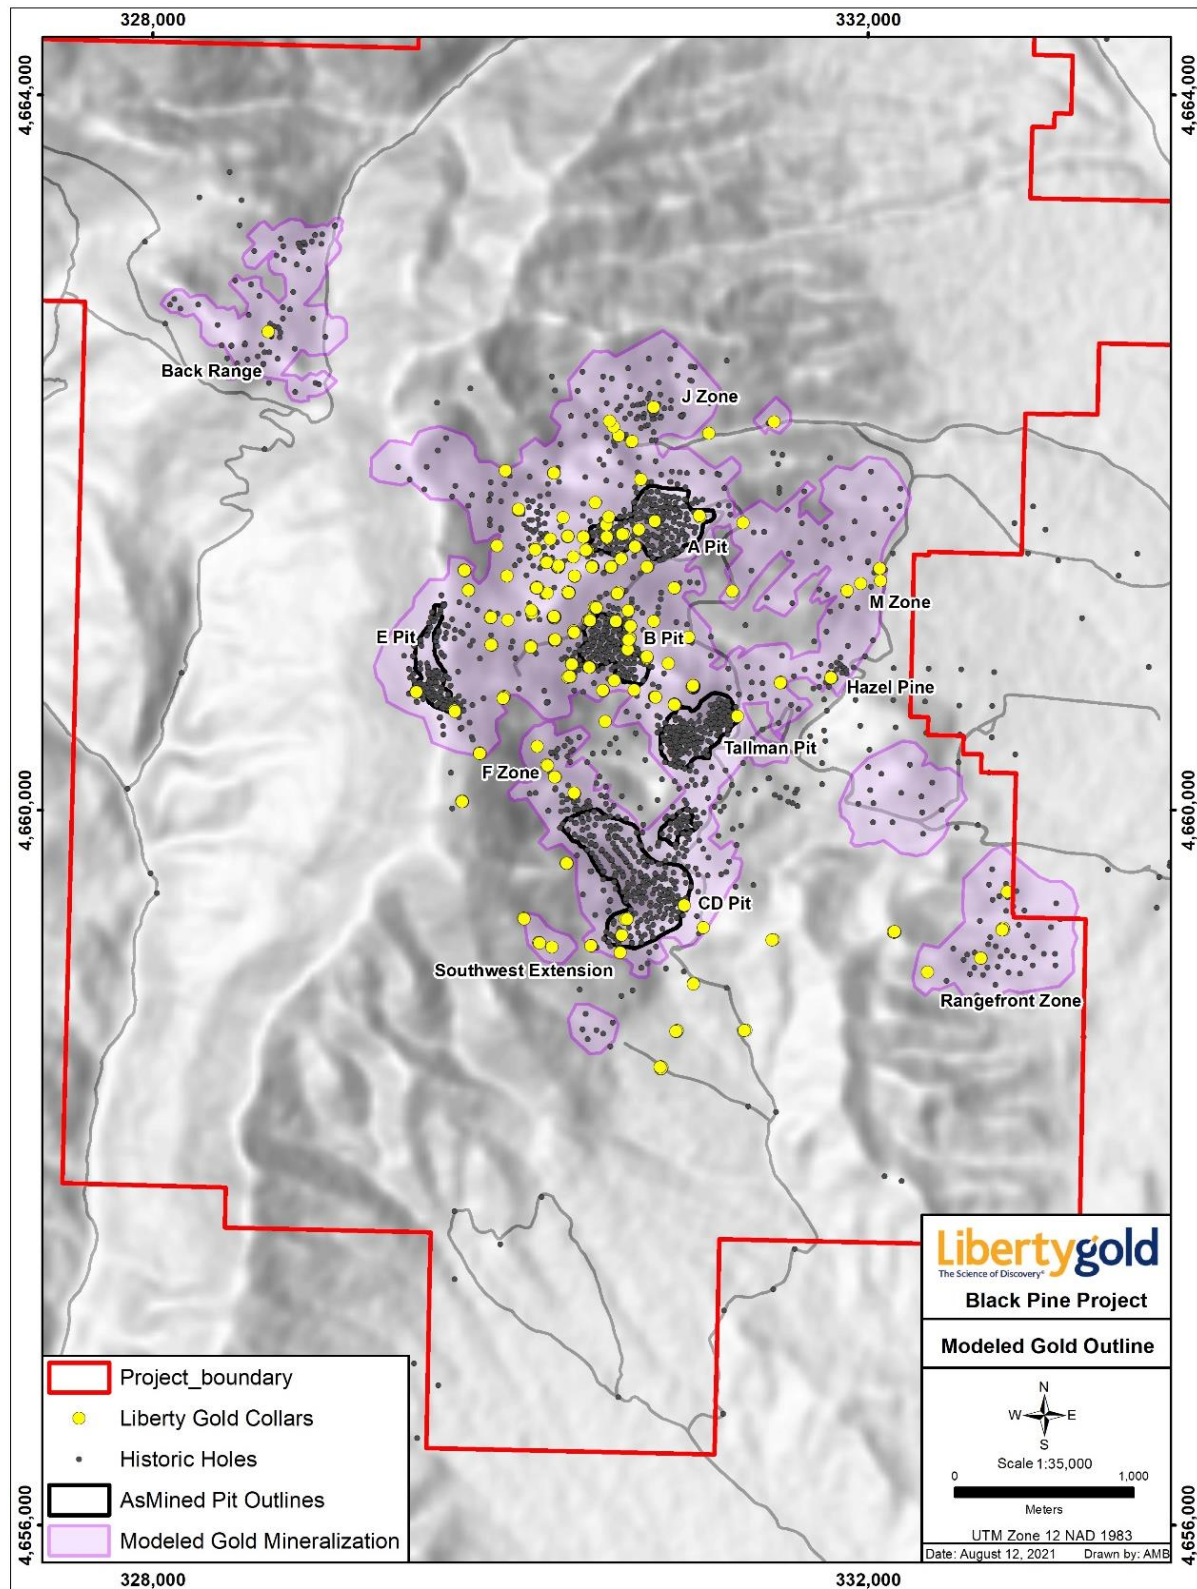 328,000
332,000
4,664,000
4,664,000
Back Range
J Zone
A Pit
M Zone
E Pit
B Pit
Hazel Pine
Tallman Pit
F Zone
4,660,000
4,660,000
CD Pit
Southwest Extension
Rangefront Zone
Project_boundary
Liberty Gold Collars
Historic Holes
AsMined Pit Outlines
Modeled Gold Mineralization
Libertygold
The Science of Discovery®
Black Pine Project
Modeled Gold Outline
N
W E
S
Scale 1:35,000
0 1,000
Meters
UTM Zone 12 NAD 1983
Date: August 12, 2021 Drawn by: AMB
4,656,000
4,656,000
328,000
332,000